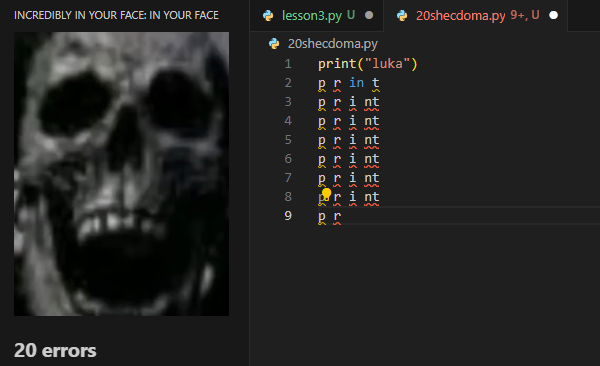 INCREDIBLY IN YOUR FACE: IN YOUR FACE
20 errors
lesson3.py U
20shecdoma.py 9+, U
20shecdoma.py
1 print("luka")
2 p r in t
3 p r i nt
4 p r i nt
5 p r i nt
6 p r i nt
7 p r i nt
8 p r i nt
9 p r